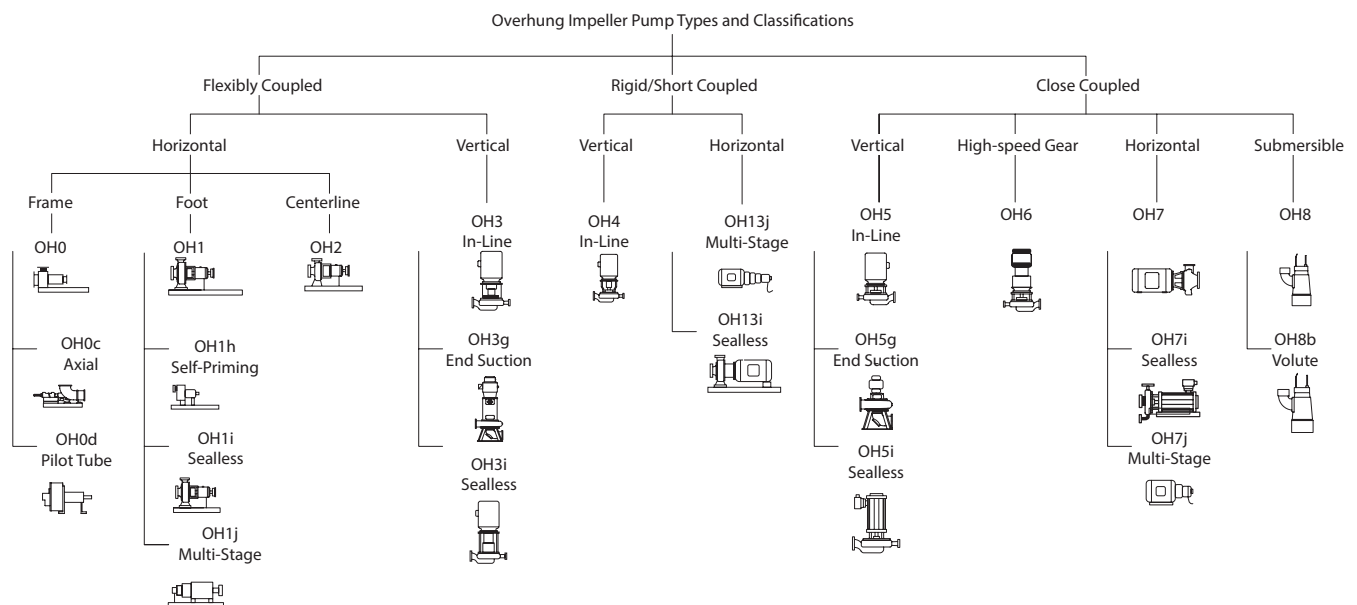 Overhung Impeller Pump Types and Classifications
Flexibly Coupled
Rigid/Short Coupled
Close Coupled
Horizontal
Vertical
Vertical
Horizontal
Vertical
High-speed Gear
Horizontal
Submersible
Frame
Foot
Centerline
OH0
OH0c
Axial
OH0d
Pilot Tube
OH1
OH1h
Self-Priming
OH1i
Sealless
OH1j
Multi-Stage
OH2
OH3
In-Line
OH3g
End Suction
OH3i
Sealless
OH4
In-Line
OH13j
Multi-Stage
OH13i
Sealless
OH5
In-Line
OH5g
End Suction
OH5i
Sealless
OH6
OH7
OH7i
Sealless
OH7j
Multi-Stage
OH8
OH8b
Volute